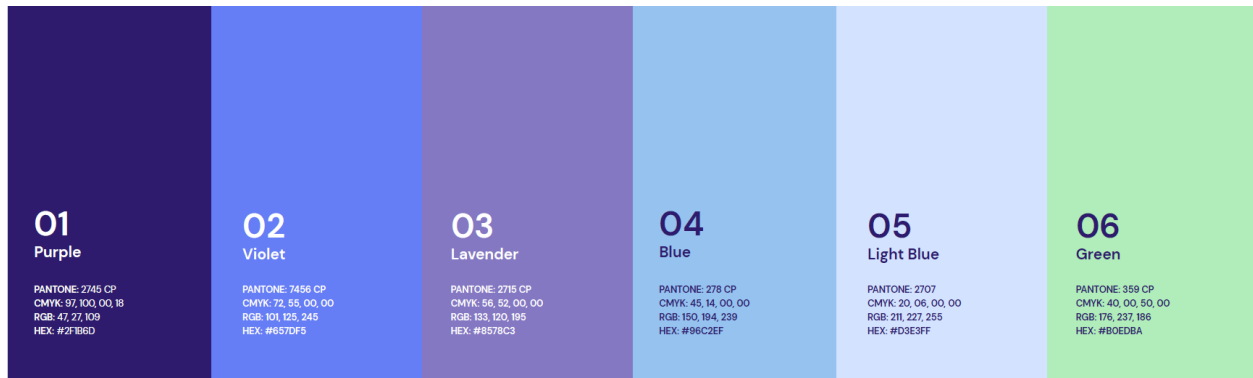 01
Purple
PANTONE: 2745 CP
CMYK: 97, 100, 00, 18
RGB: 47, 27, 109
HEX: #2F1B6D
02
Violet
PANTONE: 7456 CP
CMYK: 72, 55, 00, 00
RGB: 101, 125, 245
HEX: #657DF5
03
Lavender
PANTONE: 2715 CP
CMYK: 56, 52, 00, 00
RGB: 133, 120, 195
HEX: #8578C3
04
Blue
PANTONE: 278 CP
CMYK: 45, 14, 00, 00
RGB: 150, 194, 239
HEX: #96C2EF
05
Light Blue
PANTONE: 2707
CMYK: 20, 06, 00, 00
RGB: 211, 227, 255
HEX: #D3E3FF
06
Green
PANTONE: 359 CP
CMYK: 40, 00, 50, 00
RGB: 176, 237, 186
HEX: #B0EDBA